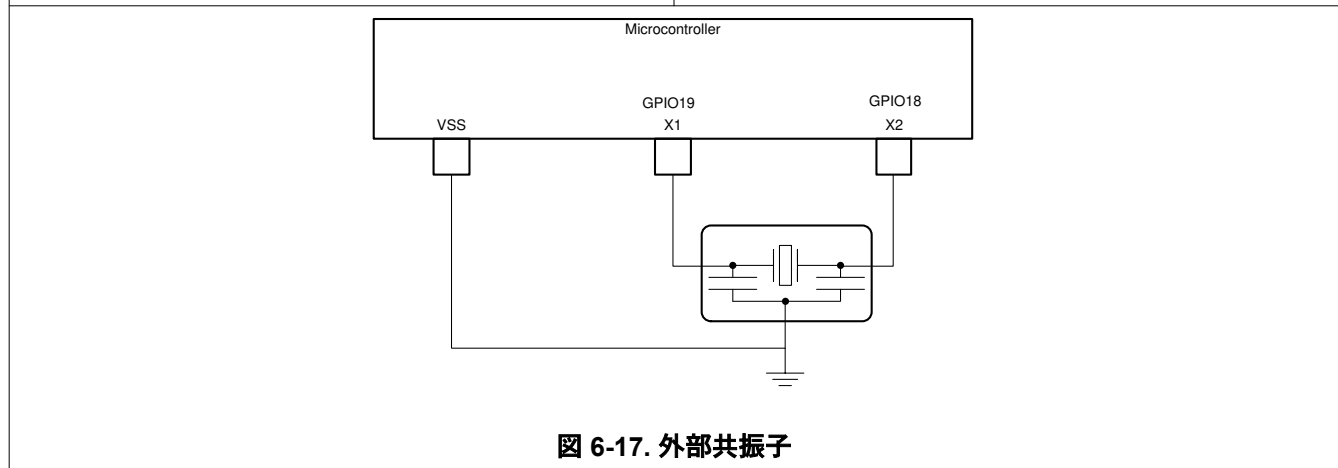 Microcontroller
GPIO19
GPIO18
VSS
X1
X2
図 6-17. 外部共振子